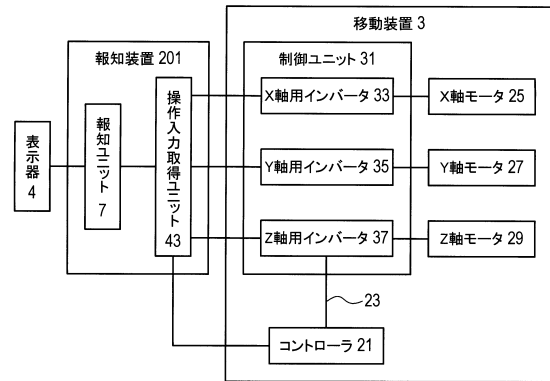 移動装置 3
報知装置 201
制御ユニット 31
表示器 4
報知ユニット 7
操作入力取得ユニット 43
X軸用インバータ 33
X軸モータ 25
Y軸用インバータ 35
Y軸モータ 27
Z軸用インバータ 37
Z軸モータ 29
23
コントローラ 21